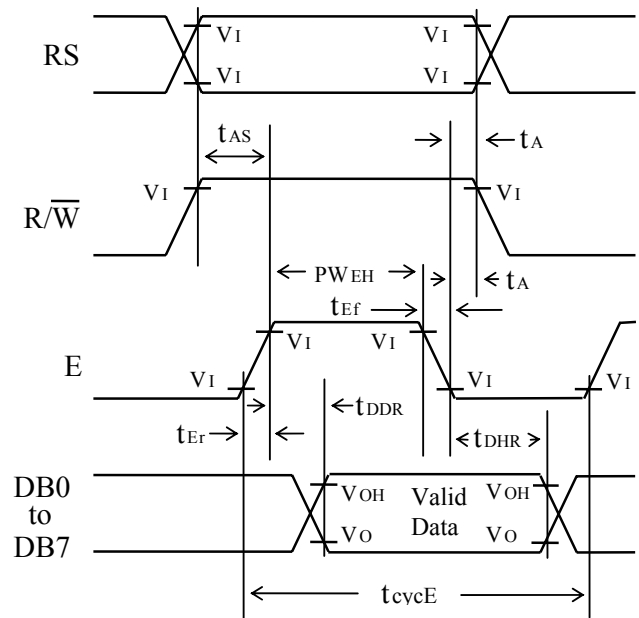 RS
VI
VI
VI
VI
tAS
tA
R/W̅
VI
VI
PWEH
tA
tEf
E
VI
VI
VI
VI
VI
tEr
tDDR
tDHR
DB0
to
DB7
VOH
VO
Valid
Data
VOH
VO
tcycE